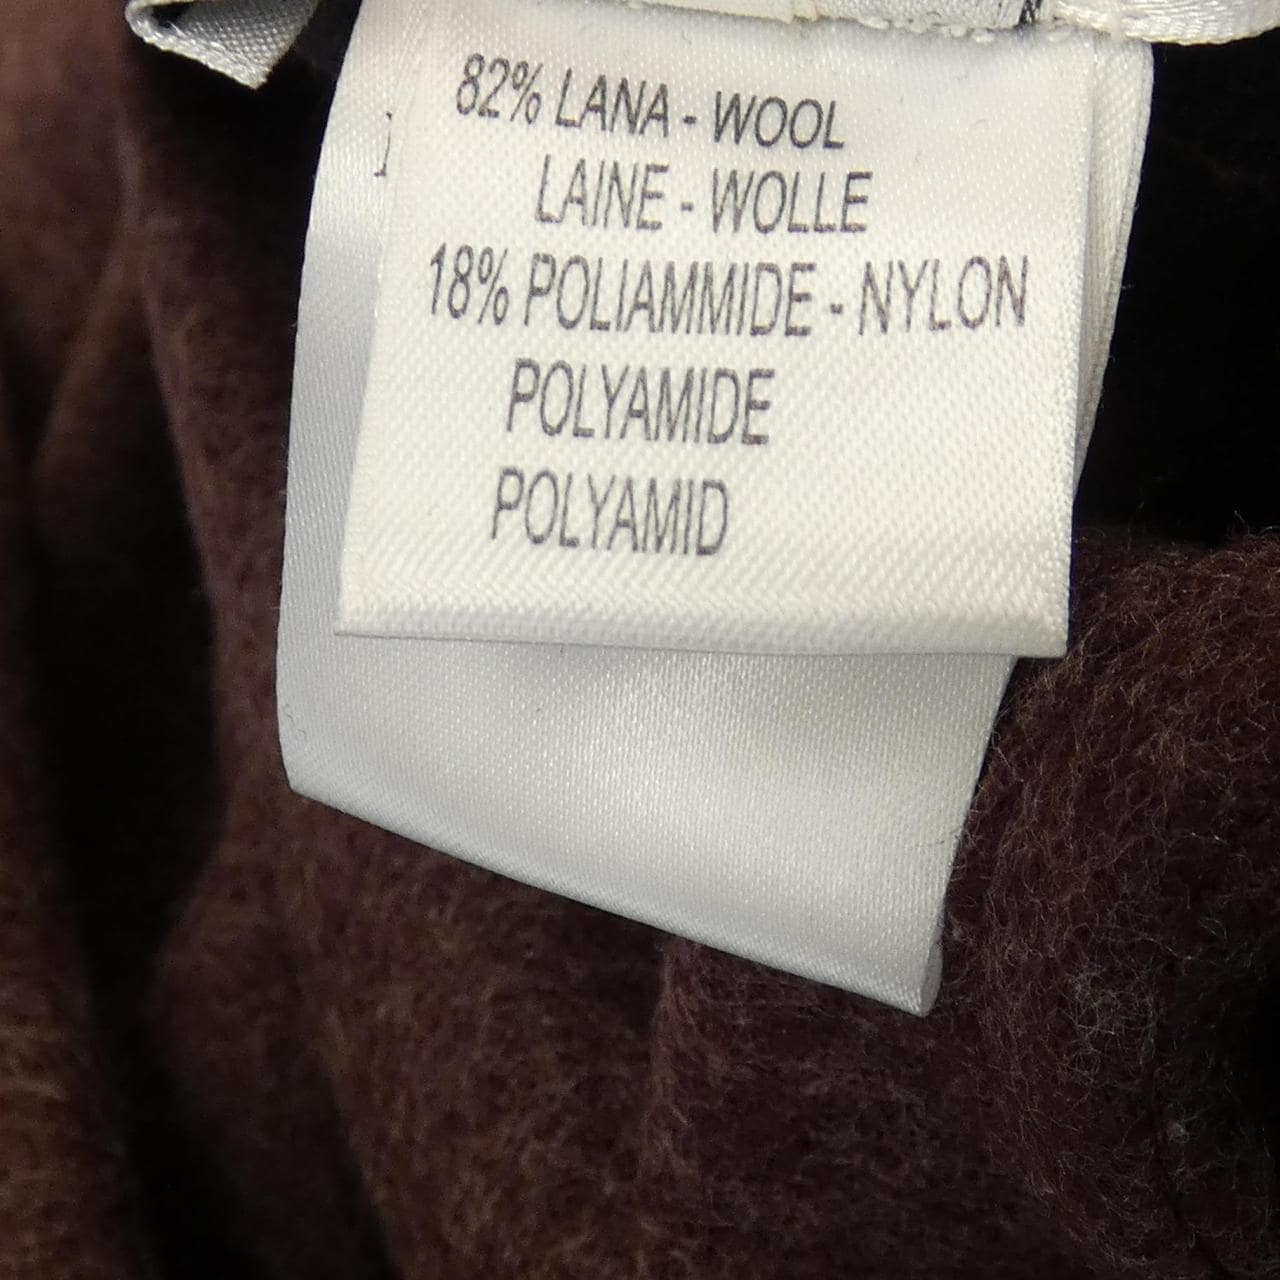 82% LANA - WOOL
LAINE - WOLLE
18% POLIAMMIDE - NYLON
POLYAMIDE
POLYAMID